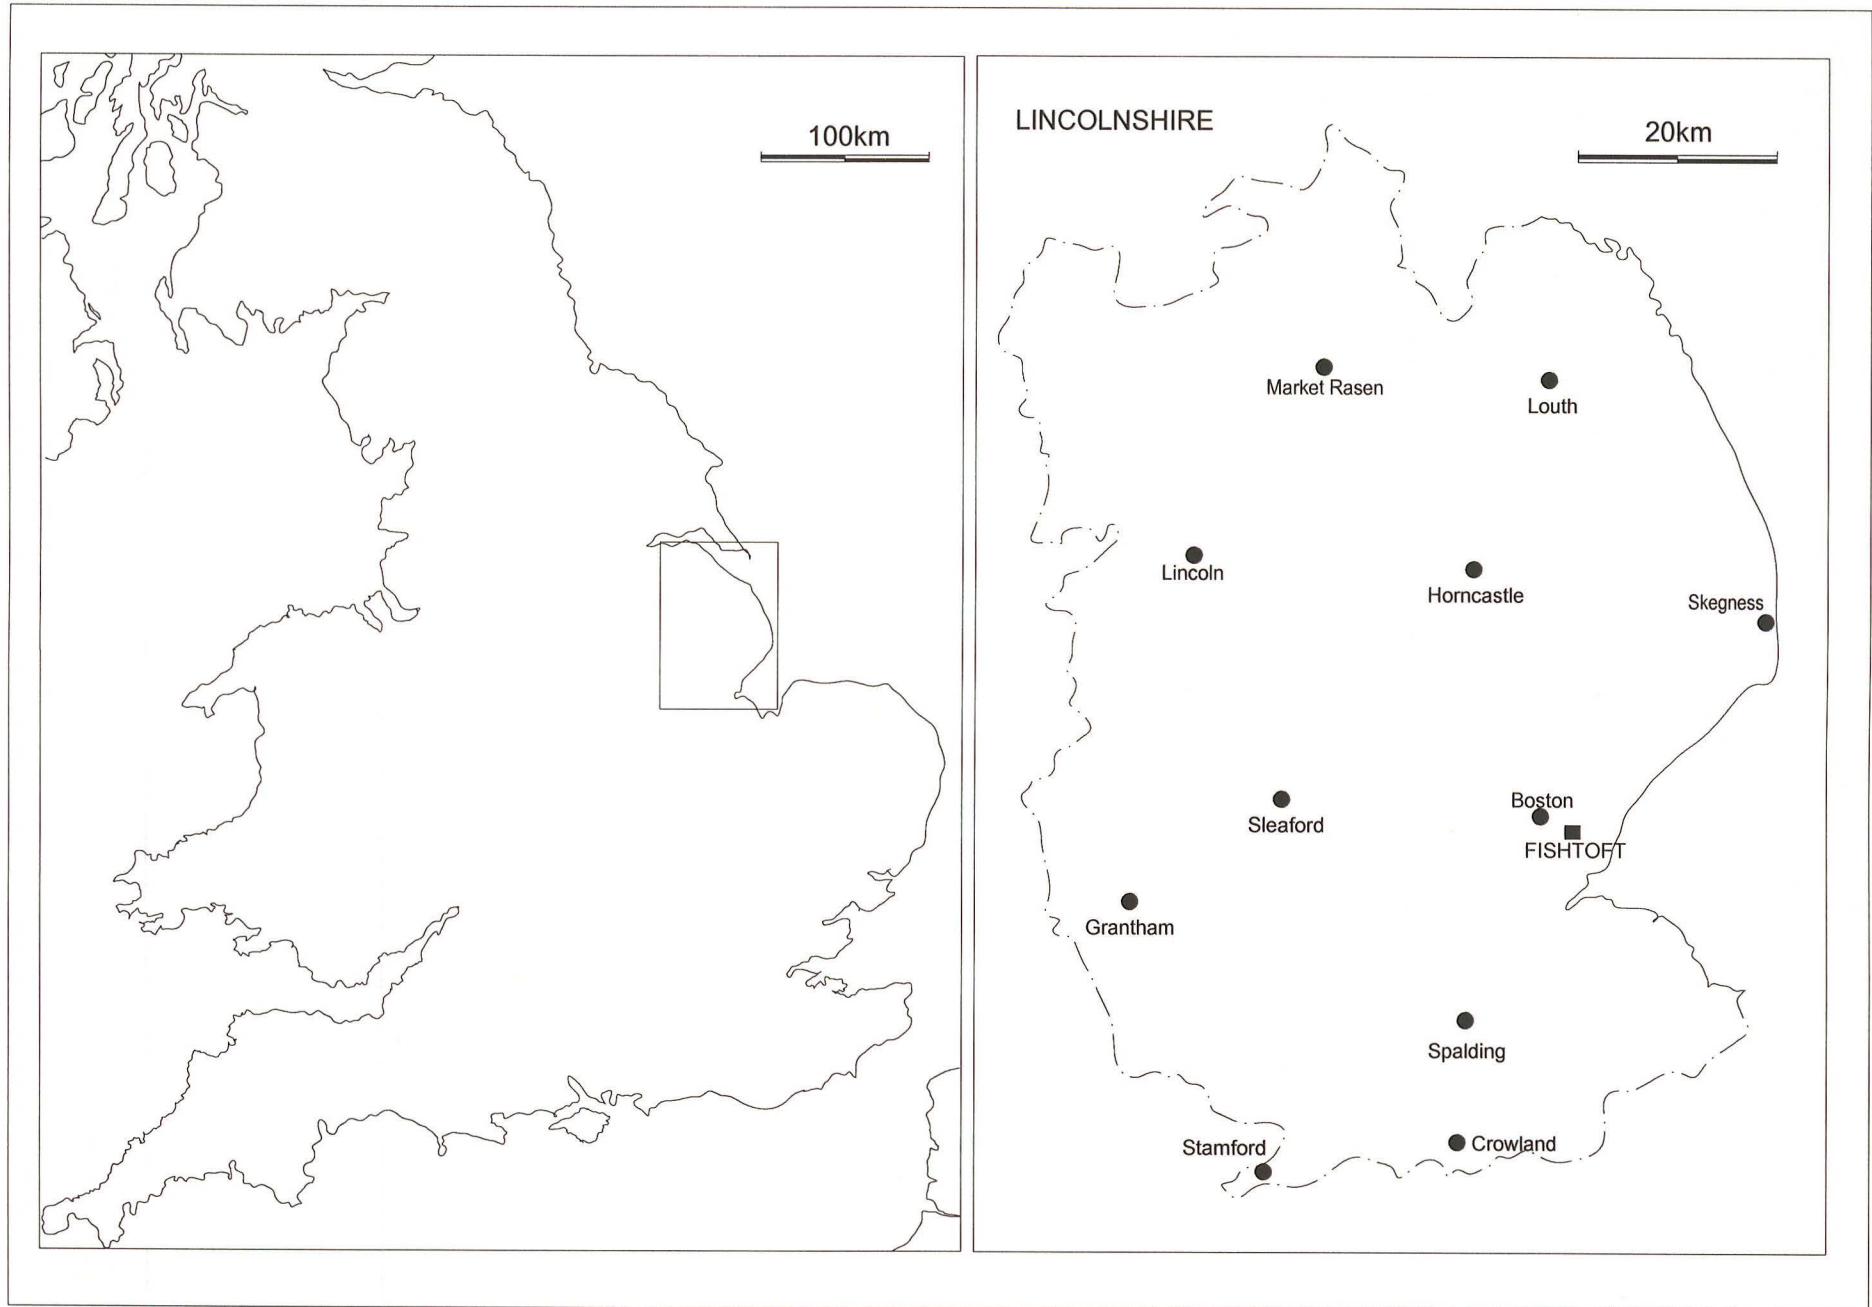 100km
LINCOLNSHIRE
20km
Market Rasen
Louth
Lincoln
Horncastle
Skegness
Boston
Sleaford
FISHTOFT
Grantham
Spalding
Stamford
Crowland